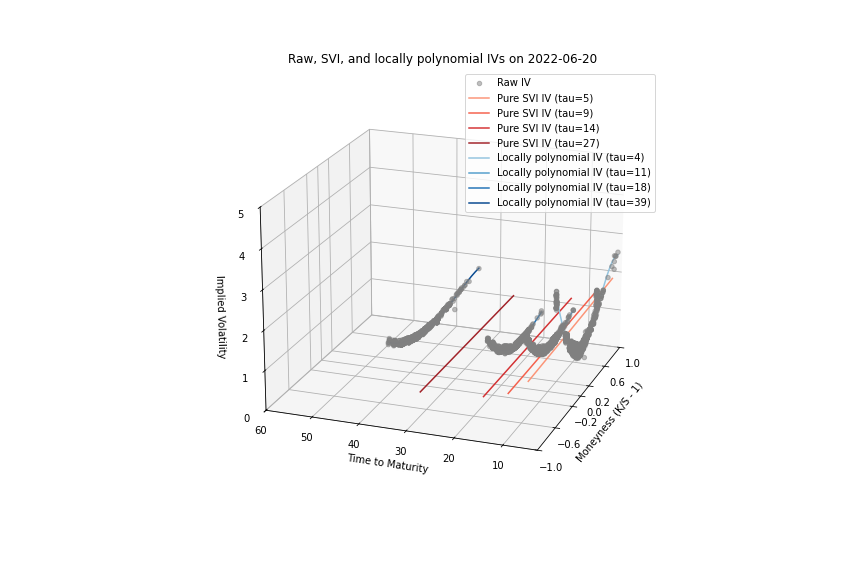 Raw, SVI, and locally polynomial IVs on 2022-06-20
Raw IV
Pure SVI IV (tau=5)
Pure SVI IV (tau=9)
Pure SVI IV (tau=14)
Pure SVI IV (tau=27)
Locally polynomial IV (tau=4)
Locally polynomial IV (tau=11)
Locally polynomial IV (tau=18)
Locally polynomial IV (tau=39)
5
4
3
2
1
0
Implied Volatility
60
50
40
30
20
10
Time to Maturity
−1.0
−0.6
−0.2
0.0
0.2
0.6
1.0
Moneyness (K/S - 1)